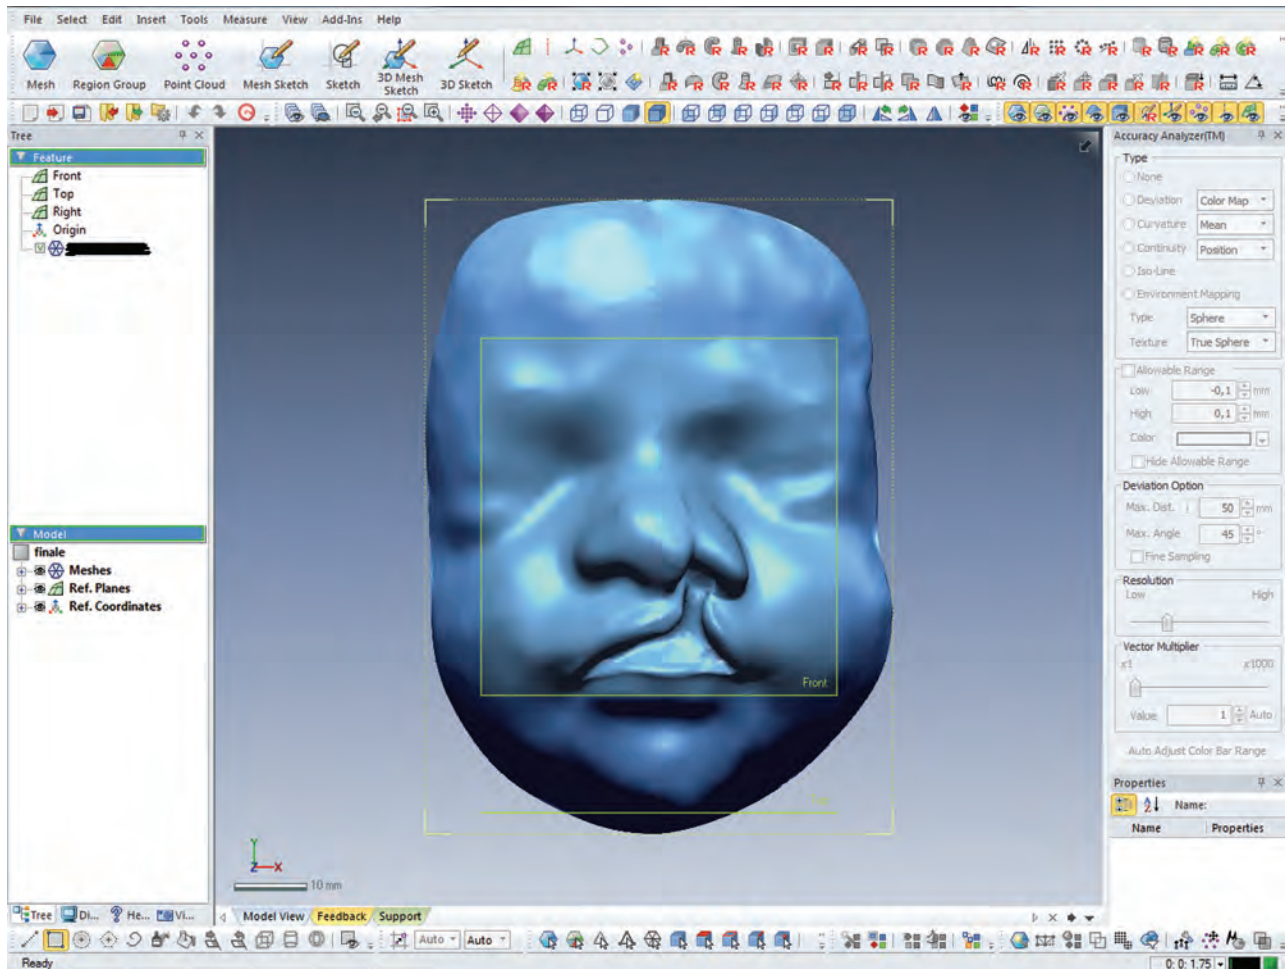 File Select Edit Insert Tools Measure View Add-Ins Help
Mesh Region Group Point Cloud Mesh Sketch Sketch 3D Mesh Sketch 3D Sketch
Tree
Feature
Front
Top
Right
Origin
Model
finale
Meshes
Ref. Planes
Ref. Coordinates
Tree Di... He... Vi...
Front
Y
Z X
10 mm
Model View Feedback Support
Auto Auto
Ready
Accuracy Analyzer(TM)
Type
None
Deviation Color Map
Curvature Mean
Continuity Position
Iso-Line
Environment Mapping
Type Sphere
Texture True Sphere
Allowable Range
Low -0,1 mm
High 0,1 mm
Color
Hide Allowable Range
Deviation Option
Max. Dist. 50 mm
Max. Angle 45 °
Fine Sampling
Resolution
Low High
Vector Multiplier
x1 x1000
Value 1 Auto
Auto Adjust Color Bar Range
Properties
Name:
Name Properties
0: 0: 1.75